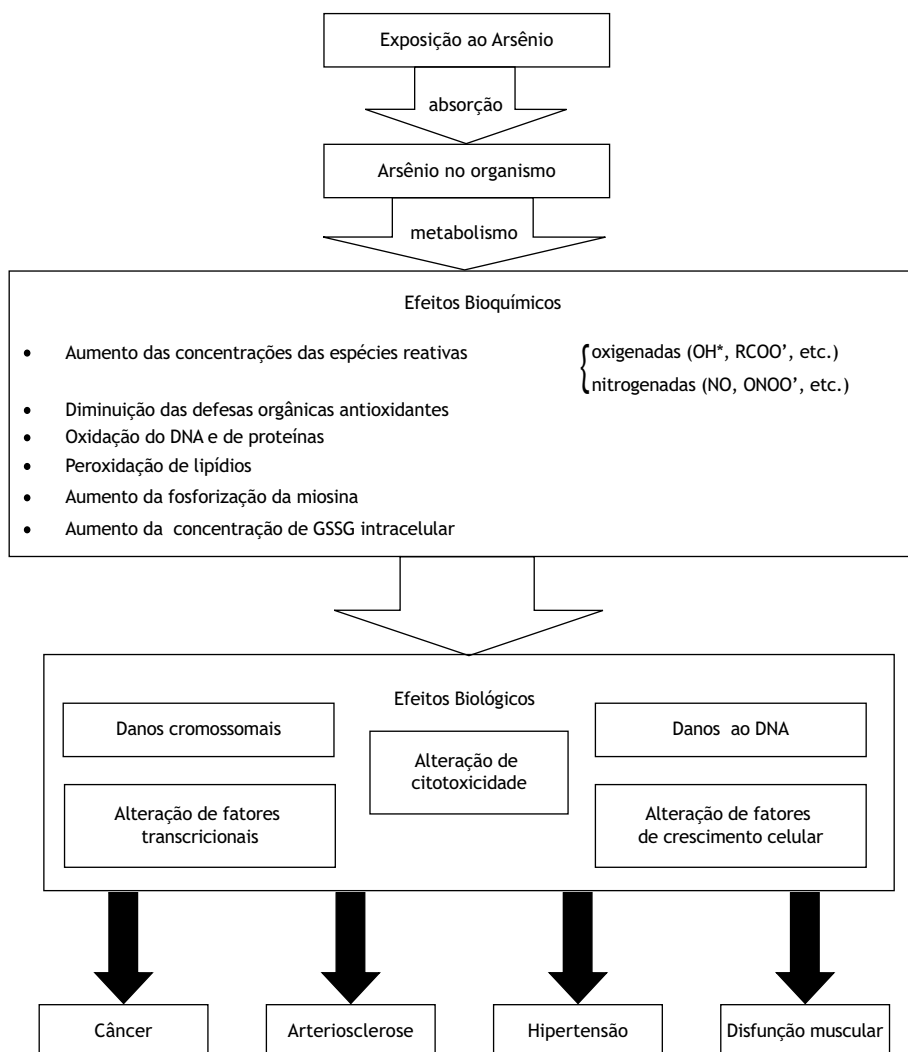 Exposição ao Arsênio
absorção
Arsênio no organismo
metabolismo
Efeitos Bioquímicos
• Aumento das concentrações das espécies reativas { oxigenadas (OH*, RCOO’, etc.)
nitrogenadas (NO, ONOO’, etc.)
• Diminuição das defesas orgânicas antioxidantes
• Oxidação do DNA e de proteínas
• Peroxidação de lipídios
• Aumento da fosforização da miosina
• Aumento da concentração de GSSG intracelular
Efeitos Biológicos
Danos cromossomais
Alteração de
citotoxicidade
Danos ao DNA
Alteração de fatores
transcricionais
Alteração de fatores
de crescimento celular
Câncer
Arteriosclerose
Hipertensão
Disfunção muscular